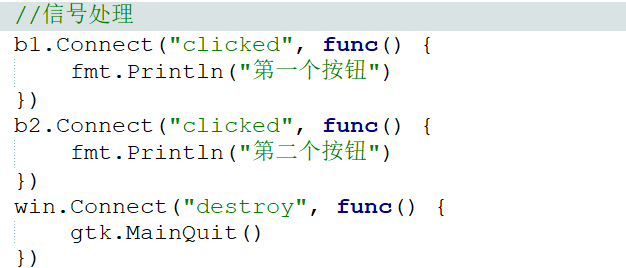 //信号处理
b1.Connect("clicked", func() {
    fmt.Println("第一个按钮")
})
b2.Connect("clicked", func() {
    fmt.Println("第二个按钮")
})
win.Connect("destroy", func() {
    gtk.MainQuit()
})